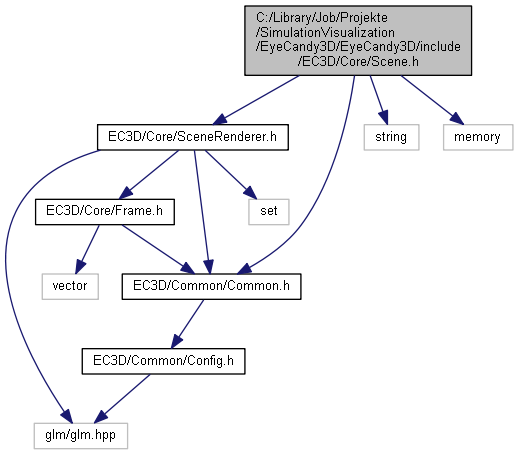 C:/Library/Job/Projekte
/SimulationVisualization
/EyeCandy3D/EyeCandy3D/include
/EC3D/Core/Scene.h
EC3D/Core/SceneRenderer.h
string
memory
EC3D/Core/Frame.h
set
vector
EC3D/Common/Common.h
EC3D/Common/Config.h
glm/glm.hpp